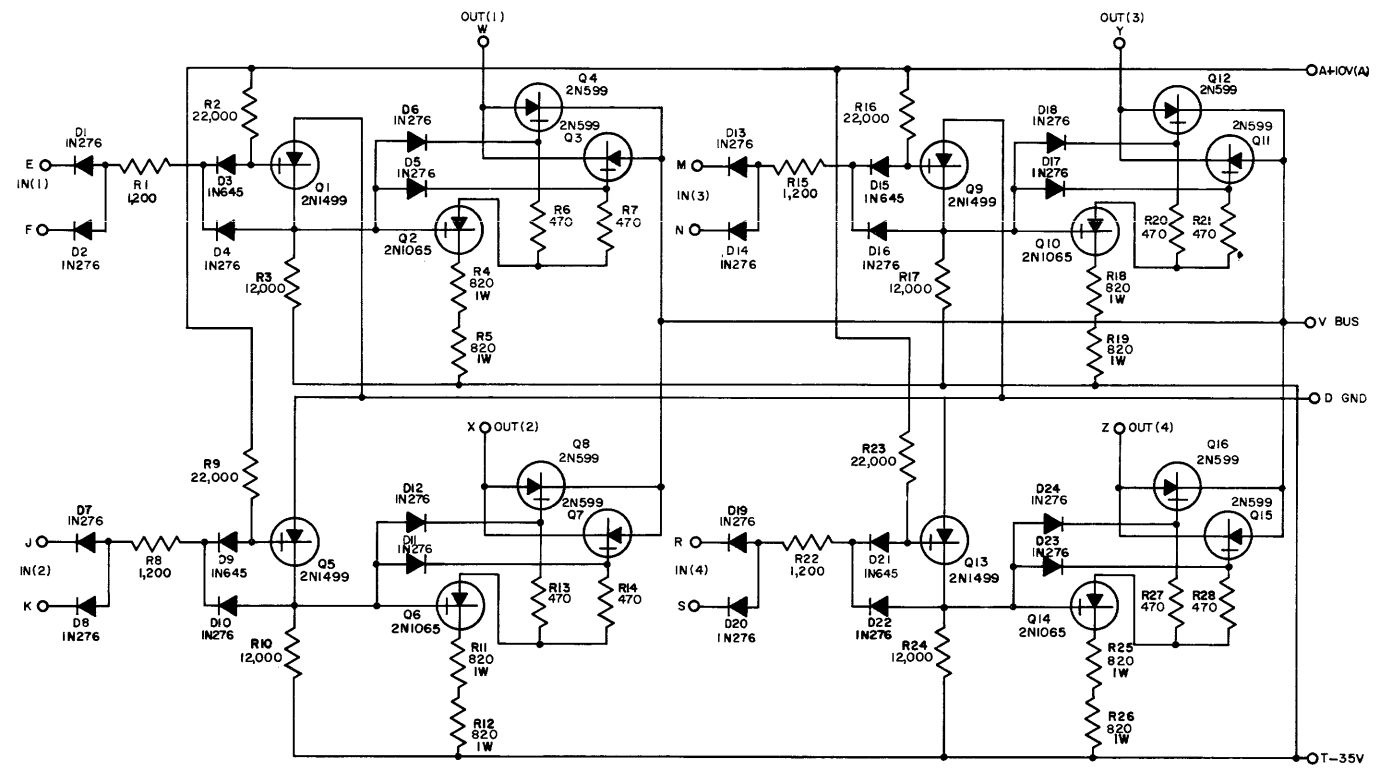 OUT(1)
W
OUT(3)
Y
A+10V(A)
Q4
2N599
Q12
2N599
R2
22,000
D6
1N276
2N599
Q3
R16
22,000
D18
1N276
2N599
Q11
D1
1N276
D5
1N276
D13
1N276
D17
1N276
E
IN(1)
R1
1,200
D3
1N645
Q1
2N1499
M
IN(3)
R15
1,200
D15
1N645
Q9
2N1499
F
D2
1N276
D4
1N276
Q2
2N1065
R6
470
R7
470
N
D14
1N276
D16
1N276
Q10
2N1065
R20
470
R21
470
R3
12,000
R4
820
1W
R17
12,000
R18
820
1W
R5
820
1W
R19
820
1W
V BUS
D GND
X OUT(2)
Z OUT(4)
Q8
2N599
Q16
2N599
R9
22,000
R23
22,000
D12
1N276
2N599
Q7
D24
1N276
2N599
Q15
D7
1N276
D11
1N276
D19
1N276
D23
1N276
J
IN(2)
R8
1,200
D9
1N645
Q5
2N1499
R
IN(4)
R22
1,200
D21
1N645
Q13
2N1499
K
D8
1N276
D10
1N276
Q6
2N1065
R13
470
R14
470
S
D20
1N276
D22
1N276
Q14
2N1065
R27
470
R28
470
R10
12,000
R11
820
1W
R24
12,000
R25
820
1W
R12
820
1W
R26
820
1W
T-35V